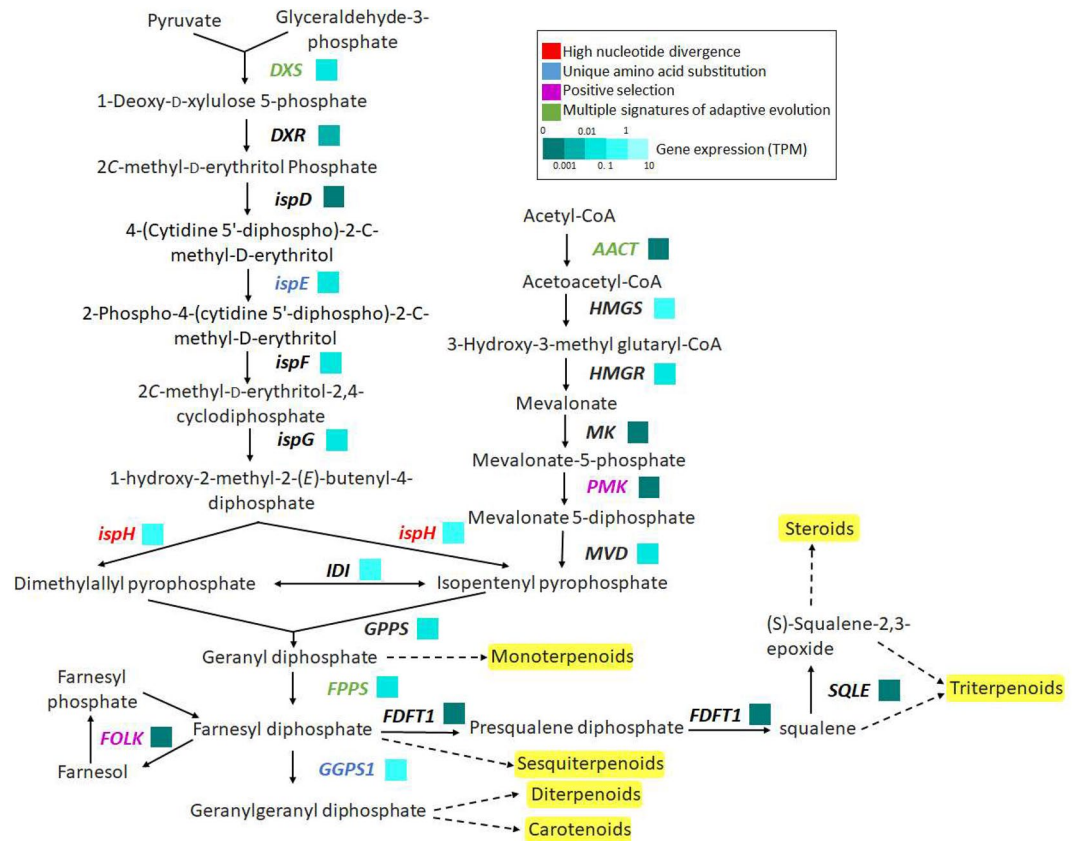 Pyruvate
Glyceraldehyde-3-
phosphate
DXS
1-Deoxy-D-xylulose 5-phosphate
DXR
2C-methyl-D-erythritol Phosphate
ispD
4-(Cytidine 5'-diphospho)-2-C-
methyl-D-erythritol
ispE
2-Phospho-4-(cytidine 5'-diphospho)-2-C-
methyl-D-erythritol
ispF
2C-methyl-D-erythritol-2,4-
cyclodiphosphate
ispG
1-hydroxy-2-methyl-2-(E)-butenyl-4-
diphosphate
ispH
ispH
High nucleotide divergence
Unique amino acid substitution
Positive selection
Multiple signatures of adaptive evolution
0 0.01 1
Gene expression (TPM)
0.001 0.1 10
Acetyl-CoA
AACT
Acetoacetyl-CoA
HMGS
3-Hydroxy-3-methyl glutaryl-CoA
HMGR
Mevalonate
MK
Mevalonate-5-phosphate
PMK
Mevalonate 5-diphosphate
MVD
Dimethylallyl pyrophosphate
IDI
Isopentenyl pyrophosphate
GPPS
Geranyl diphosphate
Monoterpenoids
FPPS
Farnesyl
phosphate
FOLK
Farnesol
Farnesyl diphosphate
FDFT1
Presqualene diphosphate
FDFT1
squalene
SQLE
(S)-Squalene-2,3-
epoxide
Steroids
Triterpenoids
Sesquiterpenoids
GGPS1
Geranylgeranyl diphosphate
Diterpenoids
Carotenoids